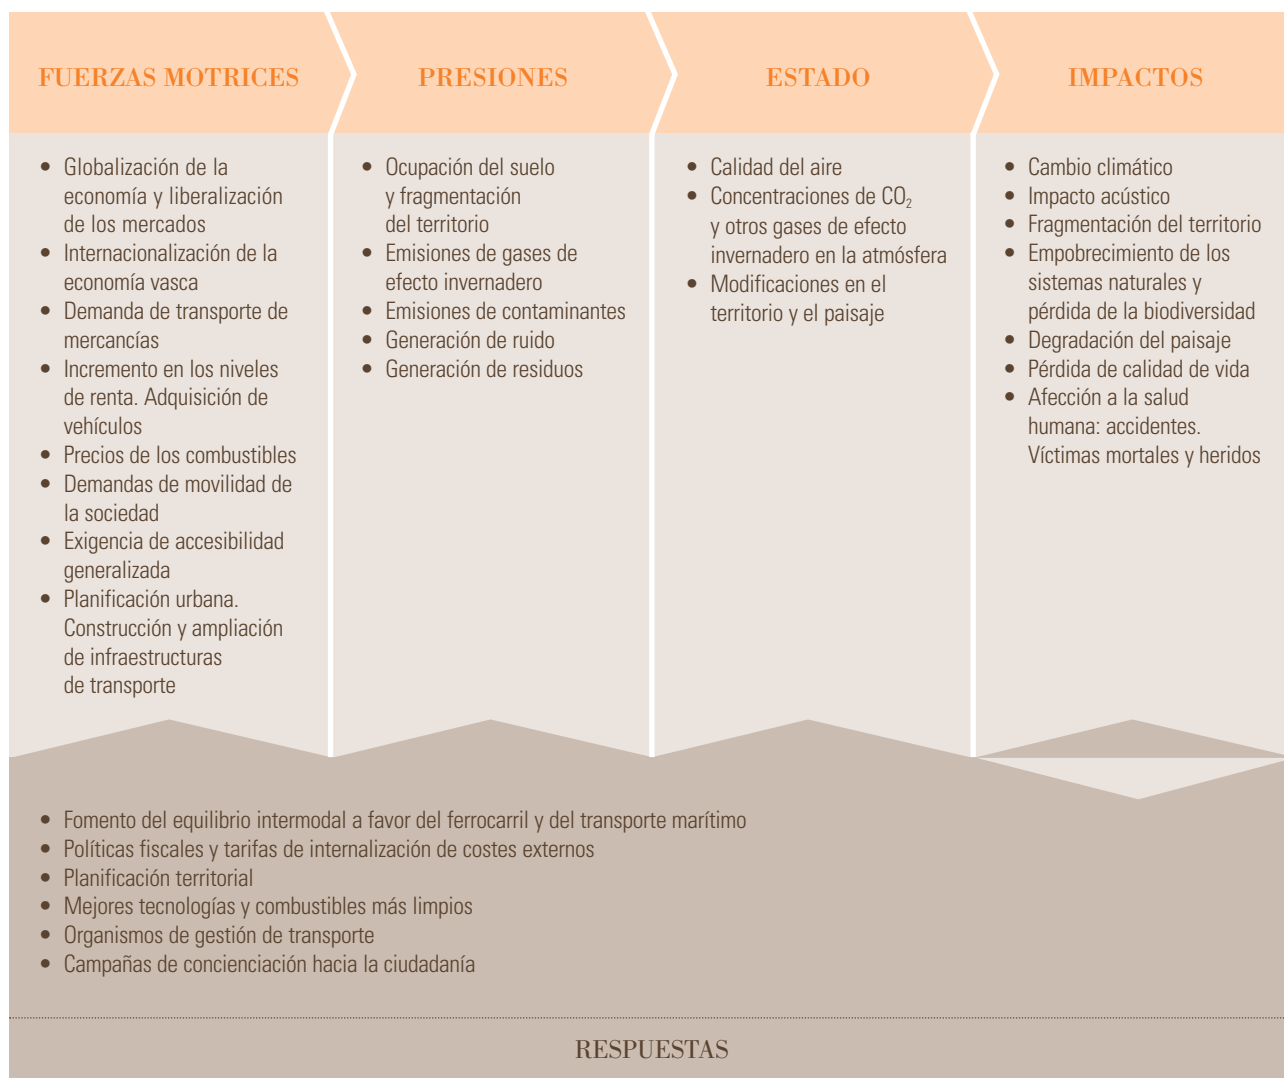 FUERZAS MOTRICES
PRESIONES
ESTADO
IMPACTOS
• Globalización de la
economía y liberalización
de los mercados
• Internacionalización de la
economía vasca
• Demanda de transporte de
mercancías
• Incremento en los niveles
de renta. Adquisición de
vehículos
• Precios de los combustibles
• Demandas de movilidad de
la sociedad
• Exigencia de accesibilidad
generalizada
• Planificación urbana.
Construcción y ampliación
de infraestructuras
de transporte
• Ocupación del suelo
y fragmentación
del territorio
• Emisiones de gases de
efecto invernadero
• Emisiones de contaminantes
• Generación de ruido
• Generación de residuos
• Calidad del aire
• Concentraciones de CO₂
y otros gases de efecto
invernadero en la atmósfera
• Modificaciones en el
territorio y el paisaje
• Cambio climático
• Impacto acústico
• Fragmentación del territorio
• Empobrecimiento de los
sistemas naturales y
pérdida de la biodiversidad
• Degradación del paisaje
• Pérdida de calidad de vida
• Afección a la salud
humana: accidentes.
Víctimas mortales y heridos
• Fomento del equilibrio intermodal a favor del ferrocarril y del transporte marítimo
• Políticas fiscales y tarifas de internalización de costes externos
• Planificación territorial
• Mejores tecnologías y combustibles más limpios
• Organismos de gestión de transporte
• Campañas de concienciación hacia la ciudadanía
RESPUESTAS